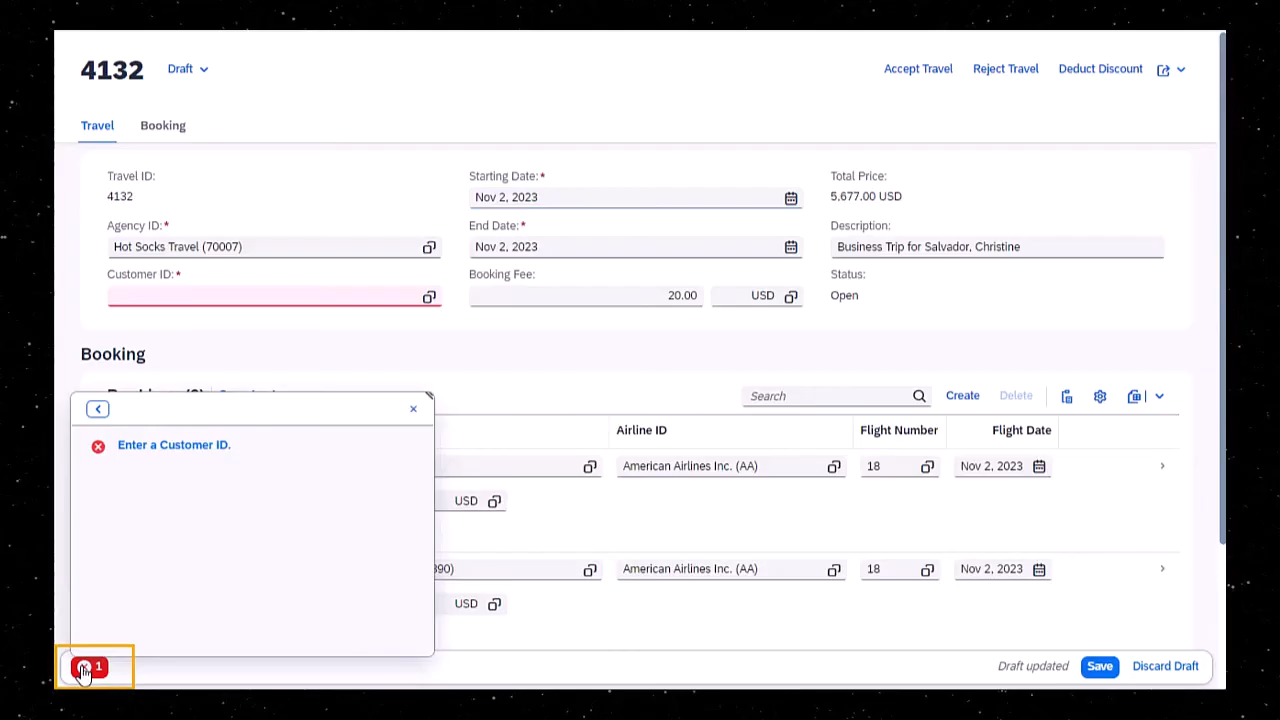 4132 Draft Accept Travel Reject Travel Deduct Discount
Travel Booking
Travel ID: Starting Date:* Total Price:
4132 Nov 2, 2023 5,677.00 USD
Agency ID:* End Date:* Description:
Hot Socks Travel (70007) Nov 2, 2023 Business Trip for Salvador, Christine
Customer ID:* Booking Fee: Status:
20.00 USD Open
Booking
Search Create Delete
Airline ID Flight Number Flight Date
Enter a Customer ID.
American Airlines Inc. (AA) 18 Nov 2, 2023
USD
American Airlines Inc. (AA) 18 Nov 2, 2023
USD
1 Draft updated Save Discard Draft